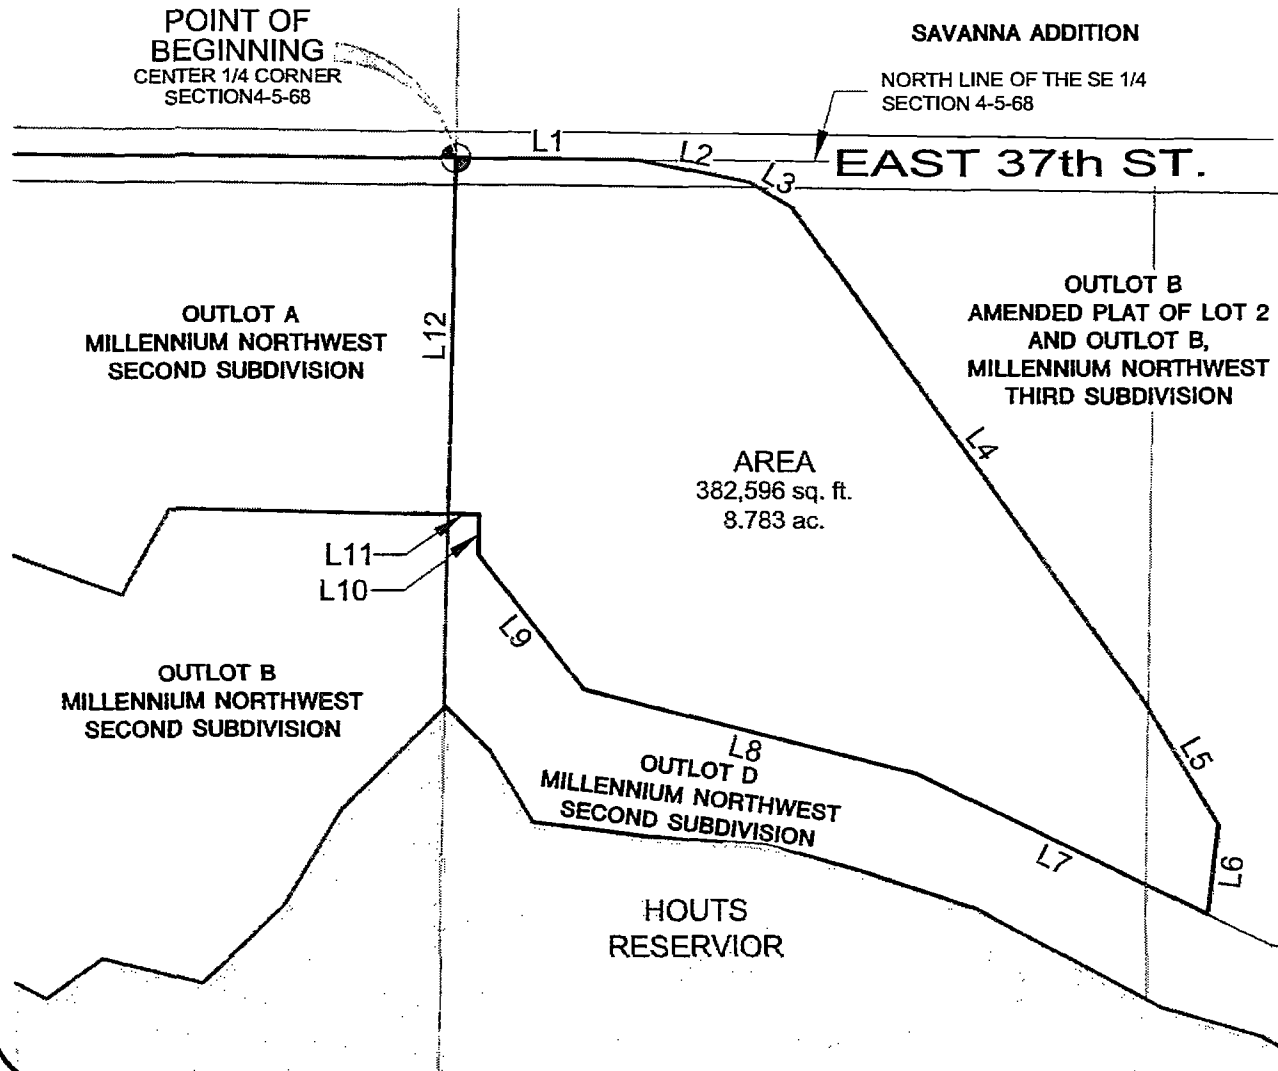 POINT OF
BEGINNING
CENTER 1/4 CORNER
SECTION4-5-68
SAVANNA ADDITION
NORTH LINE OF THE SE 1/4
SECTION 4-5-68
L1
L2
L3
EAST 37th ST.
OUTLOT A
MILLENNIUM NORTHWEST
SECOND SUBDIVISION
L12
OUTLOT B
AMENDED PLAT OF LOT 2
AND OUTLOT B,
MILLENNIUM NORTHWEST
THIRD SUBDIVISION
L4
AREA
382,596 sq. ft.
8.783 ac.
L11
L10
L9
OUTLOT B
MILLENNIUM NORTHWEST
SECOND SUBDIVISION
L8
L5
OUTLOT D
MILLENNIUM NORTHWEST
SECOND SUBDIVISION
L7
L6
HOUTS
RESERVIOR